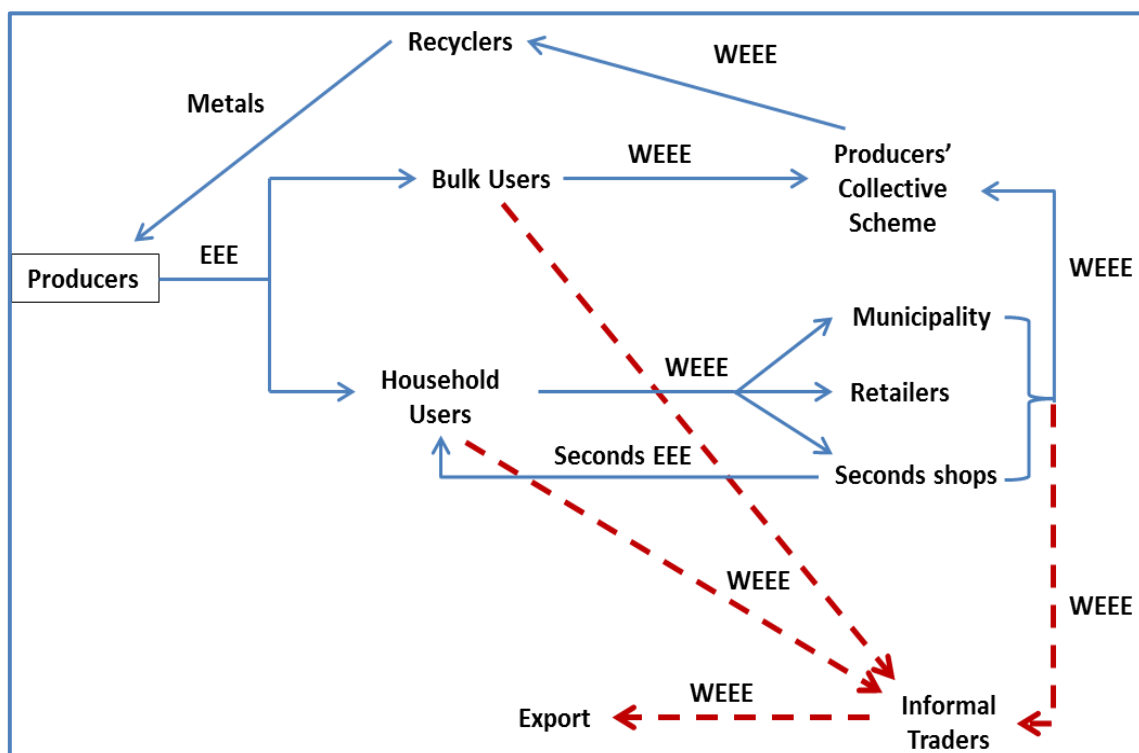 Recyclers
WEEE
Metals
WEEE
Bulk Users
Producers’
Collective
Scheme
EEE
Producers
WEEE
Municipality
WEEE
Household
Users
Retailers
Seconds EEE
Seconds shops
WEEE
WEEE
WEEE
Export
Informal
Traders